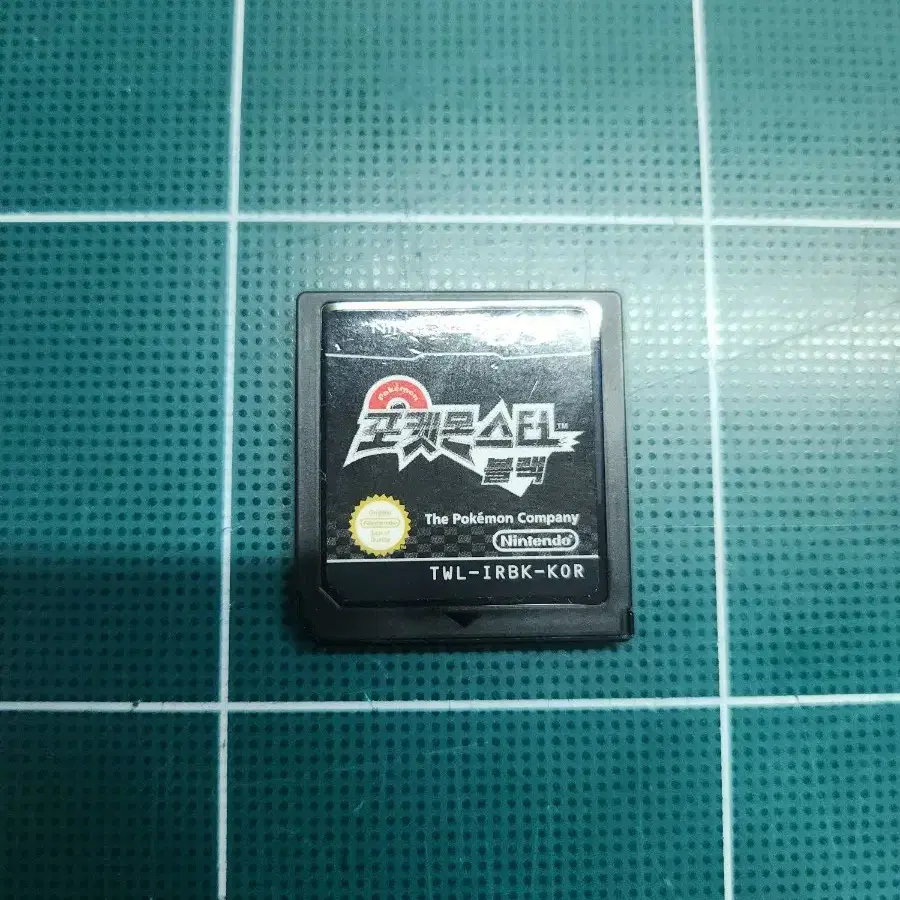 Pokémon
포켓몬스터
블랙
The Pokémon Company
Nintendo
TWL-IRBK-KOR